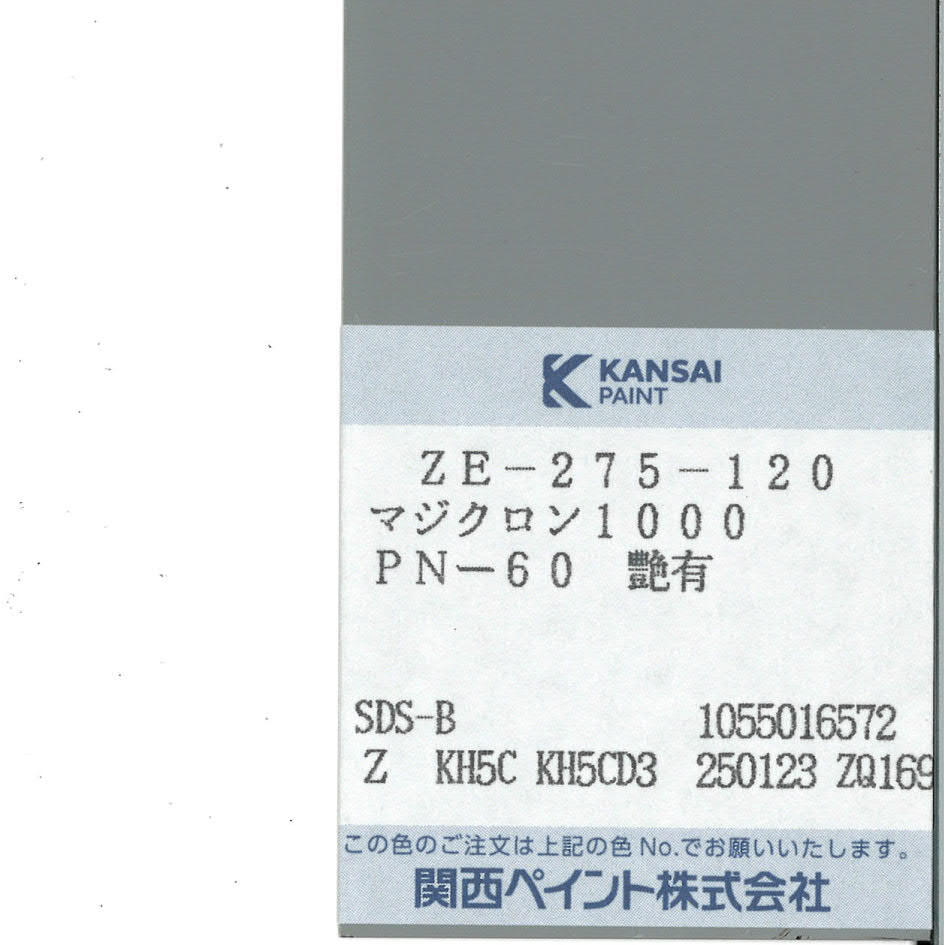 KANSAI
PAINT
ZE-275-120
マジクロン1000
PN-60 艶有
SDS-B 1055016572
Z KH5C KH5CD3 250123 ZQ169
この色のご注文は上記の色No.でお願いいたします。
関西ペイント株式会社